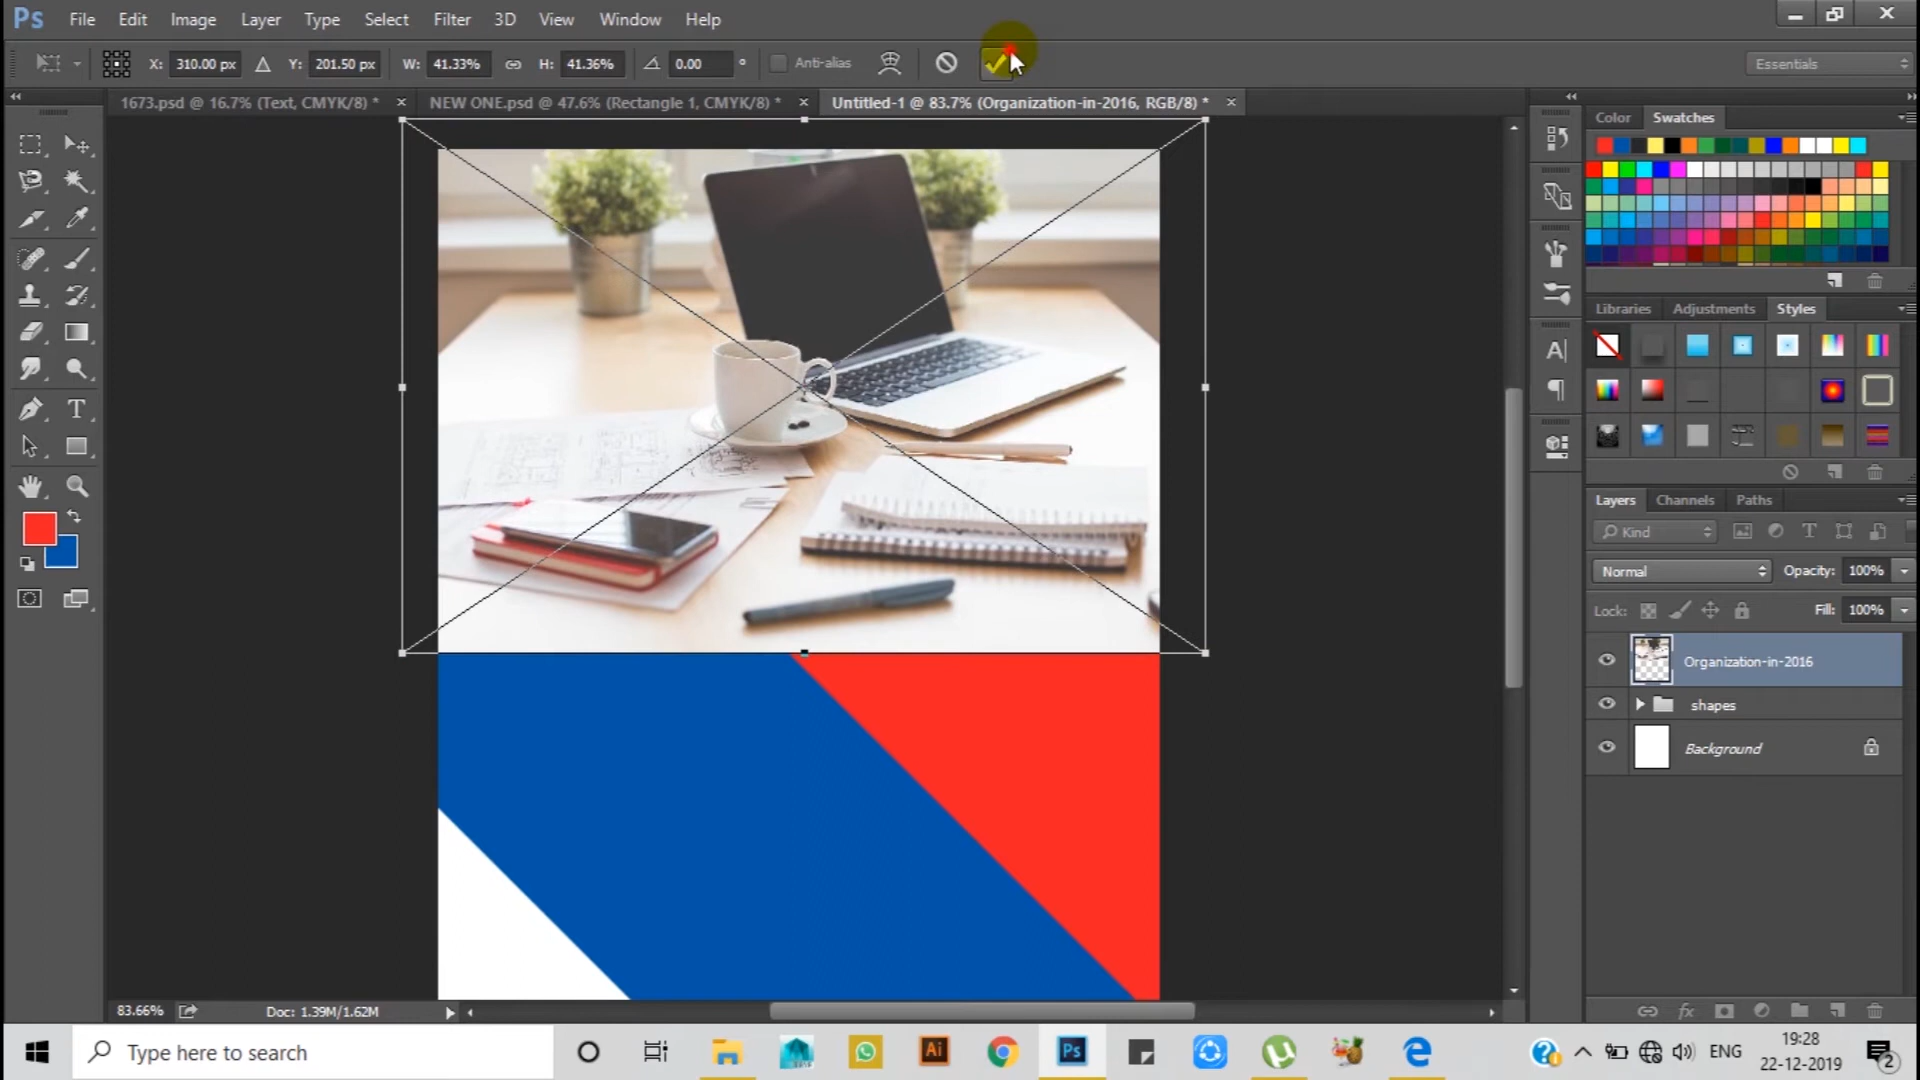 Ps File Edit Image Layer Type Select Filter 3D View Window Help
X: 310.00 px Y: 201.50 px W: 41.33% H: 41.36% 0.00 ° Anti-alias Essentials
1673.psd @ 16.7% (Text, CMYK/8) * NEW ONE.psd @ 47.6% (Rectangle 1, CMYK/8) * Untitled-1 @ 83.7% (Organization-in-2016, RGB/8) *
Color Swatches
Libraries Adjustments Styles
Layers Channels Paths
Kind
Normal Opacity: 100%
Lock: Fill: 100%
Organization-in-2016
shapes
Background
83.66% Doc: 1.39M/1.62M
Type here to search
Ai
Ps
ENG
19:28
22-12-2019
2